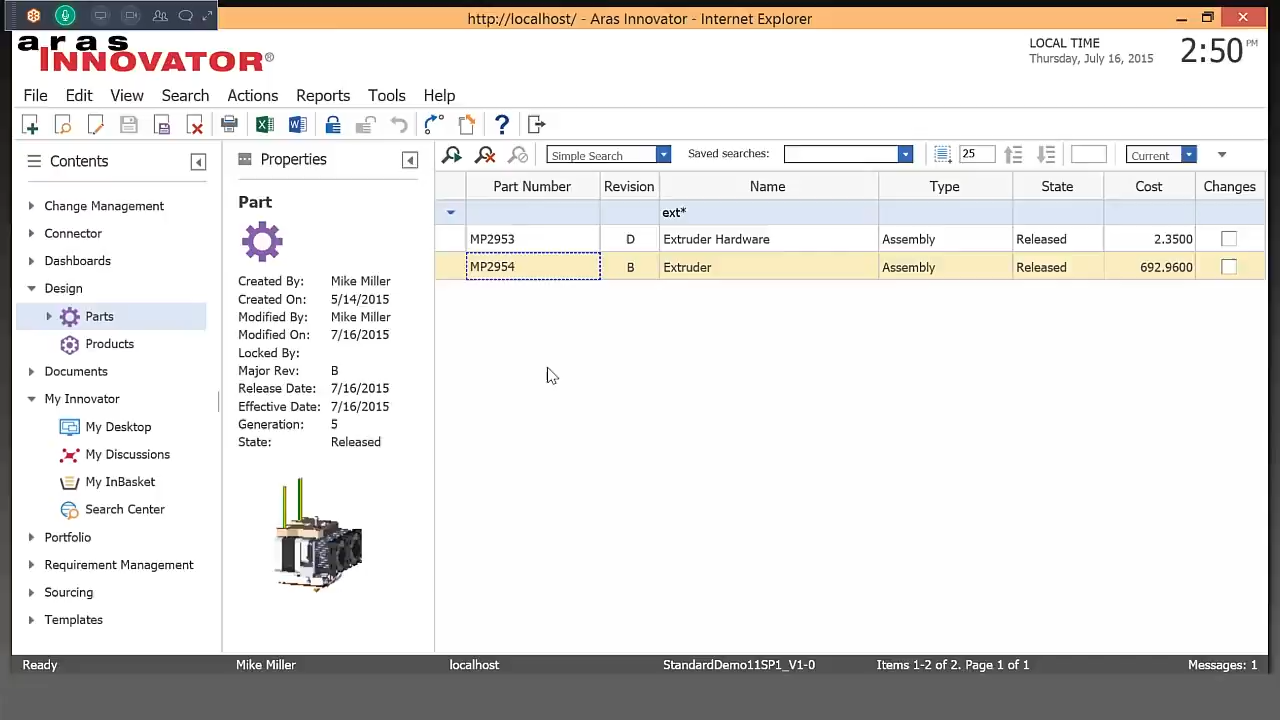 http://localhost/ - Aras Innovator - Internet Explorer
aras
INNOVATOR®
LOCAL TIME
Thursday, July 16, 2015
2:50 PM
File Edit View Search Actions Reports Tools Help
Contents
Change Management
Connector
Dashboards
Design
Parts
Products
Documents
My Innovator
My Desktop
My Discussions
My InBasket
Search Center
Portfolio
Requirement Management
Sourcing
Templates
Properties
Part
Created By: Mike Miller
Created On: 5/14/2015
Modified By: Mike Miller
Modified On: 7/16/2015
Locked By:
Major Rev: B
Release Date: 7/16/2015
Effective Date: 7/16/2015
Generation: 5
State: Released
Simple Search Saved searches: 25 Current
Part Number Revision Name Type State Cost Changes
ext*
MP2953 D Extruder Hardware Assembly Released 2.3500
MP2954 B Extruder Assembly Released 692.9600
Ready Mike Miller localhost StandardDemo11SP1_V1-0 Items 1-2 of 2. Page 1 of 1 Messages: 1